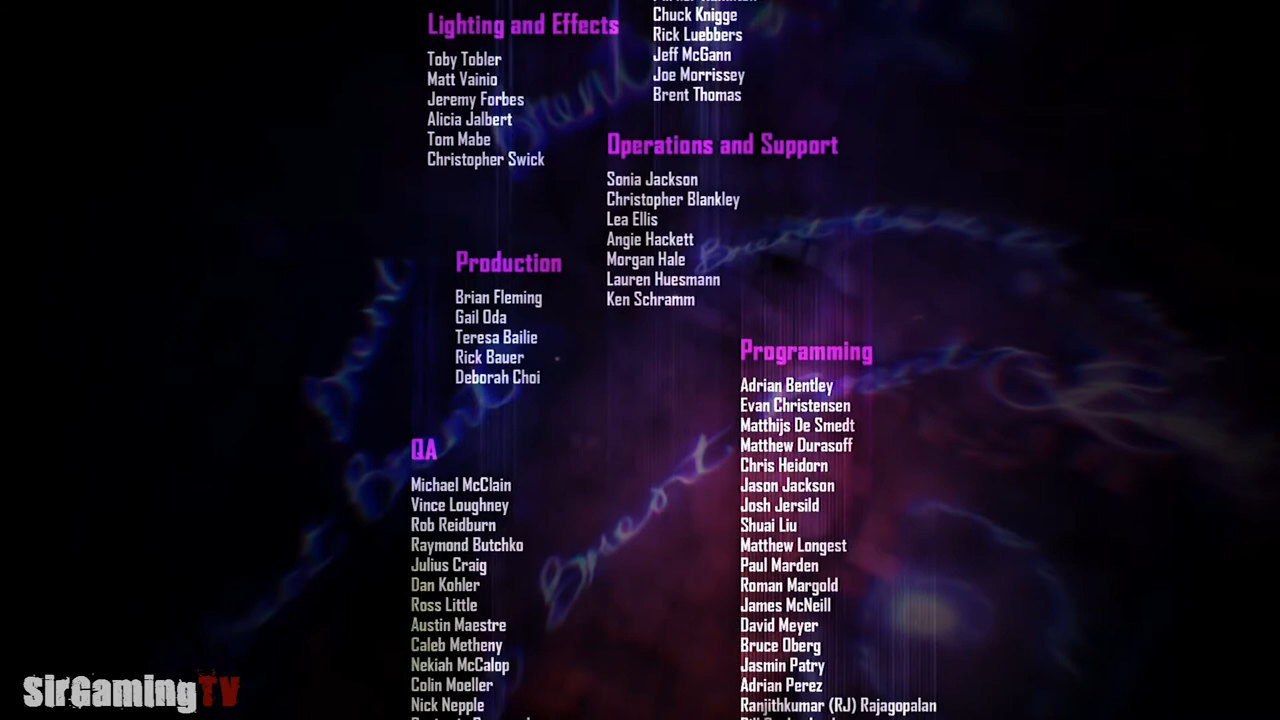 Lighting and Effects
Toby Tobler
Matt Vainio
Jeremy Forbes
Alicia Jalbert
Tom Mabe
Christopher Swick
Chuck Knigge
Rick Luebbers
Jeff McGann
Joe Morrissey
Brent Thomas
Operations and Support
Sonia Jackson
Christopher Blankley
Lea Ellis
Angie Hackett
Morgan Hale
Lauren Huesmann
Ken Schramm
Production
Brian Fleming
Gail Oda
Teresa Bailie
Rick Bauer
Deborah Choi
Programming
Adrian Bentley
Evan Christensen
Matthijs De Smedt
Matthew Durasoff
Chris Heidorn
Jason Jackson
Josh Jersild
Shuai Liu
Matthew Longest
Paul Marden
Roman Margold
James McNeill
David Meyer
Bruce Oberg
Jasmin Patry
Adrian Perez
Ranjithkumar (RJ) Rajagopalan
QA
Michael McClain
Vince Loughney
Rob Reidburn
Raymond Butchko
Julius Craig
Dan Kohler
Ross Little
Austin Maestre
Caleb Metheny
Nekiah McCalop
Colin Moeller
Nick Nepple
Brent
Brent
Brent
Brent
SirGamingTV